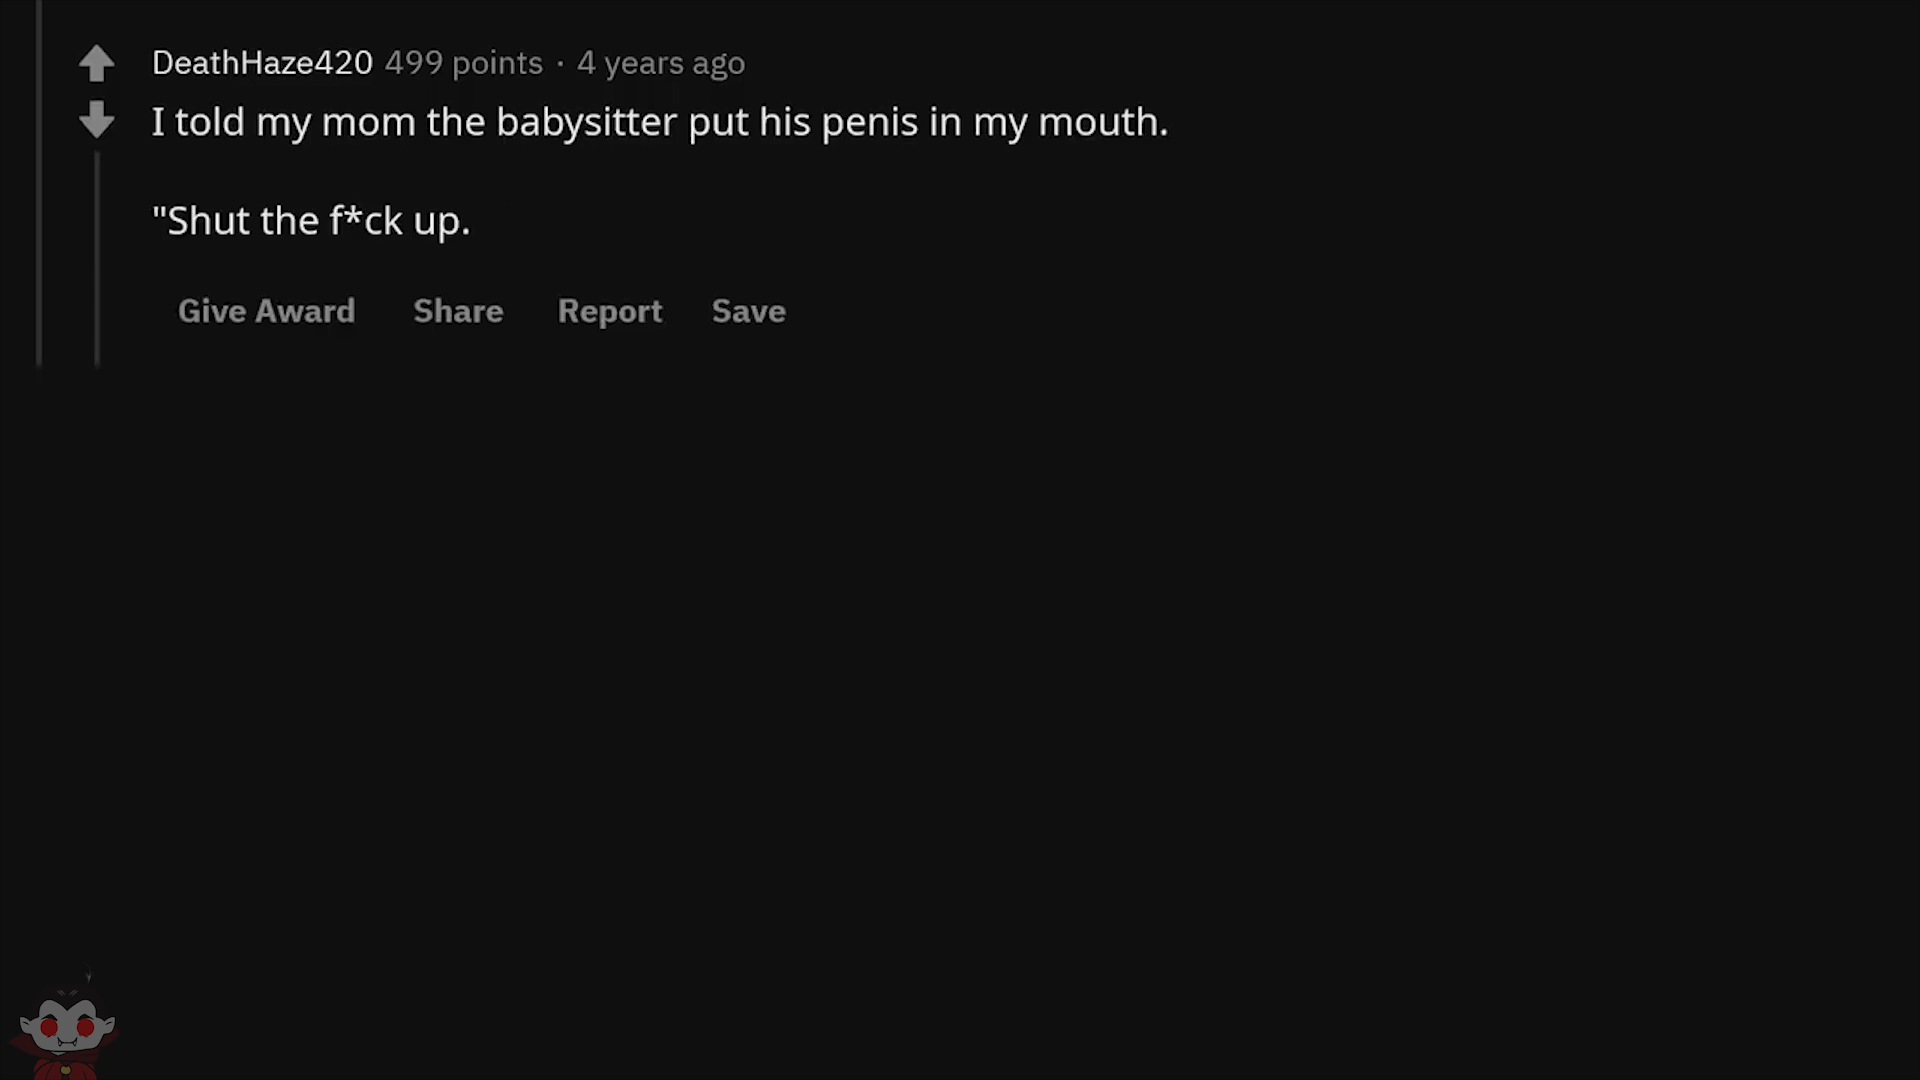 DeathHaze420 499 points · 4 years ago
I told my mom the babysitter put his penis in my mouth.
"Shut the f*ck up.
Give Award Share Report Save